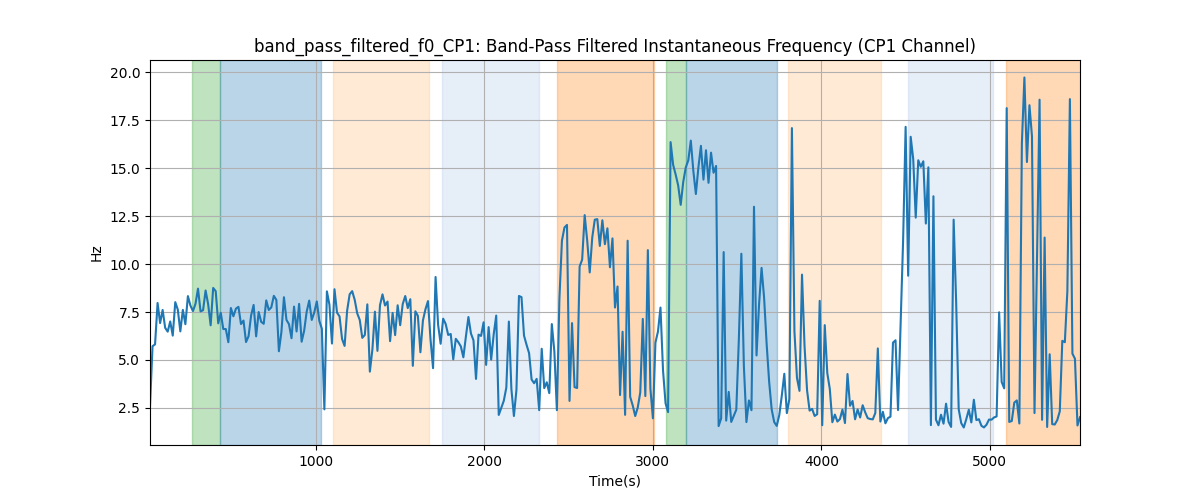 band_pass_filtered_f0_CP1: Band-Pass Filtered Instantaneous Frequency (CP1 Channel)
20.0
17.5
15.0
12.5
10.0
7.5
5.0
2.5
Hz
1000 2000 3000 4000 5000
Time(s)